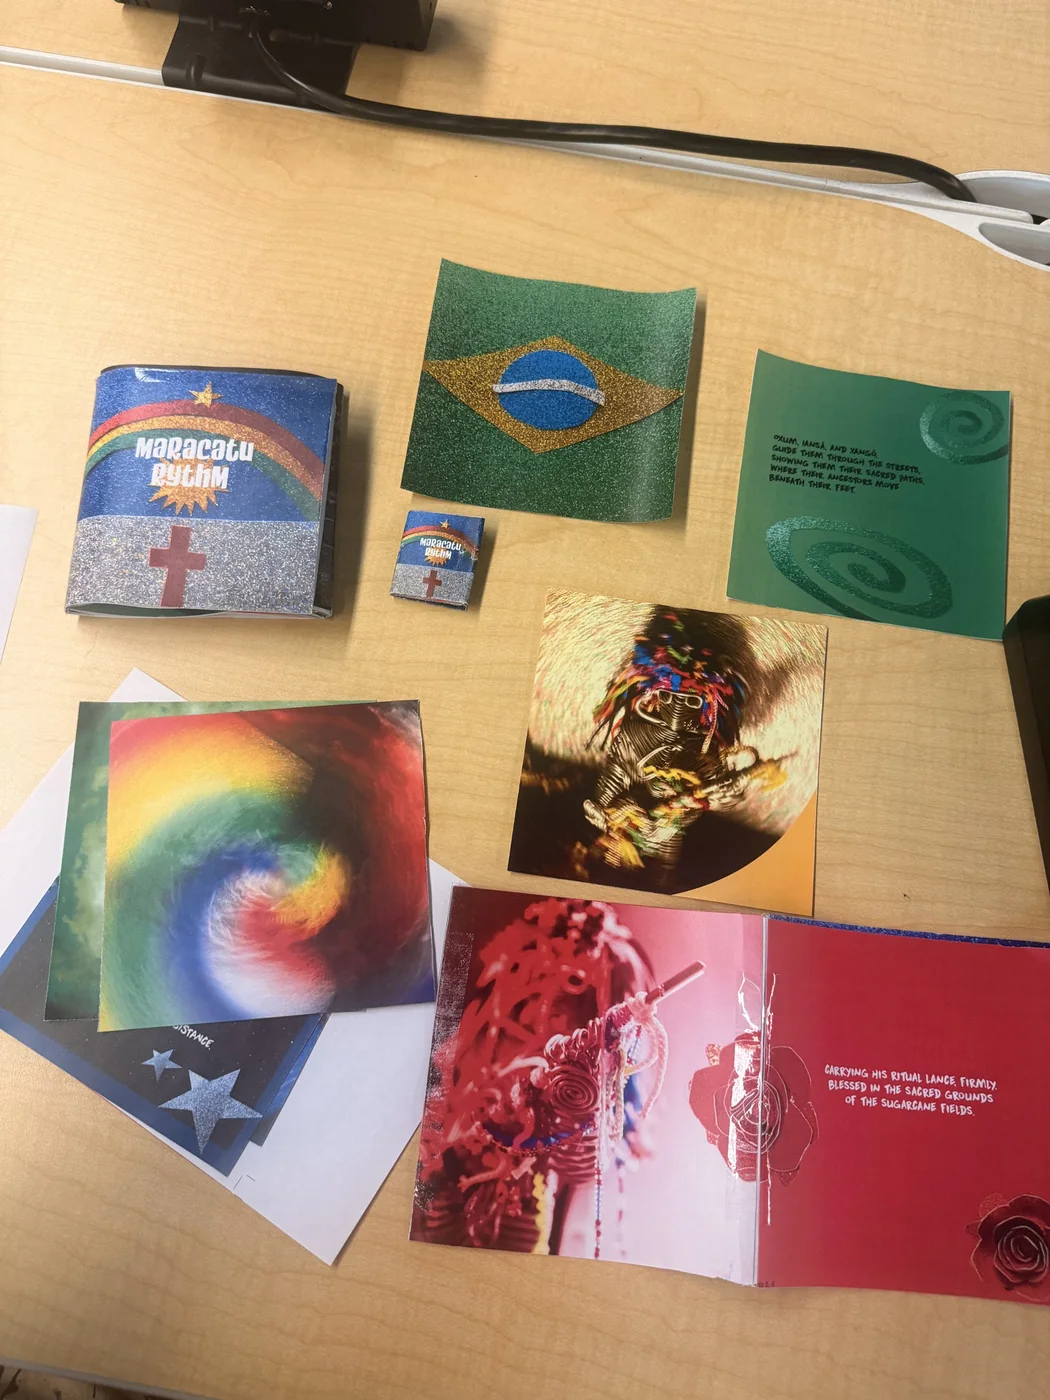 MARACATU
RYTHM
OXUM, IANSÃ, AND XANGÔ,
GUIDE THEM THROUGH THE STREETS,
SHOWING THEM THEIR SACRED PATHS,
WHERE THEIR ANCESTORS MOVE
BENEATH THEIR FEET.
MARACATU
RYTHM
CARRYING HIS RITUAL LANCE, FIRMLY.
BLESSED IN THE SACRED GROUNDS
OF THE SUGARCANE FIELDS.